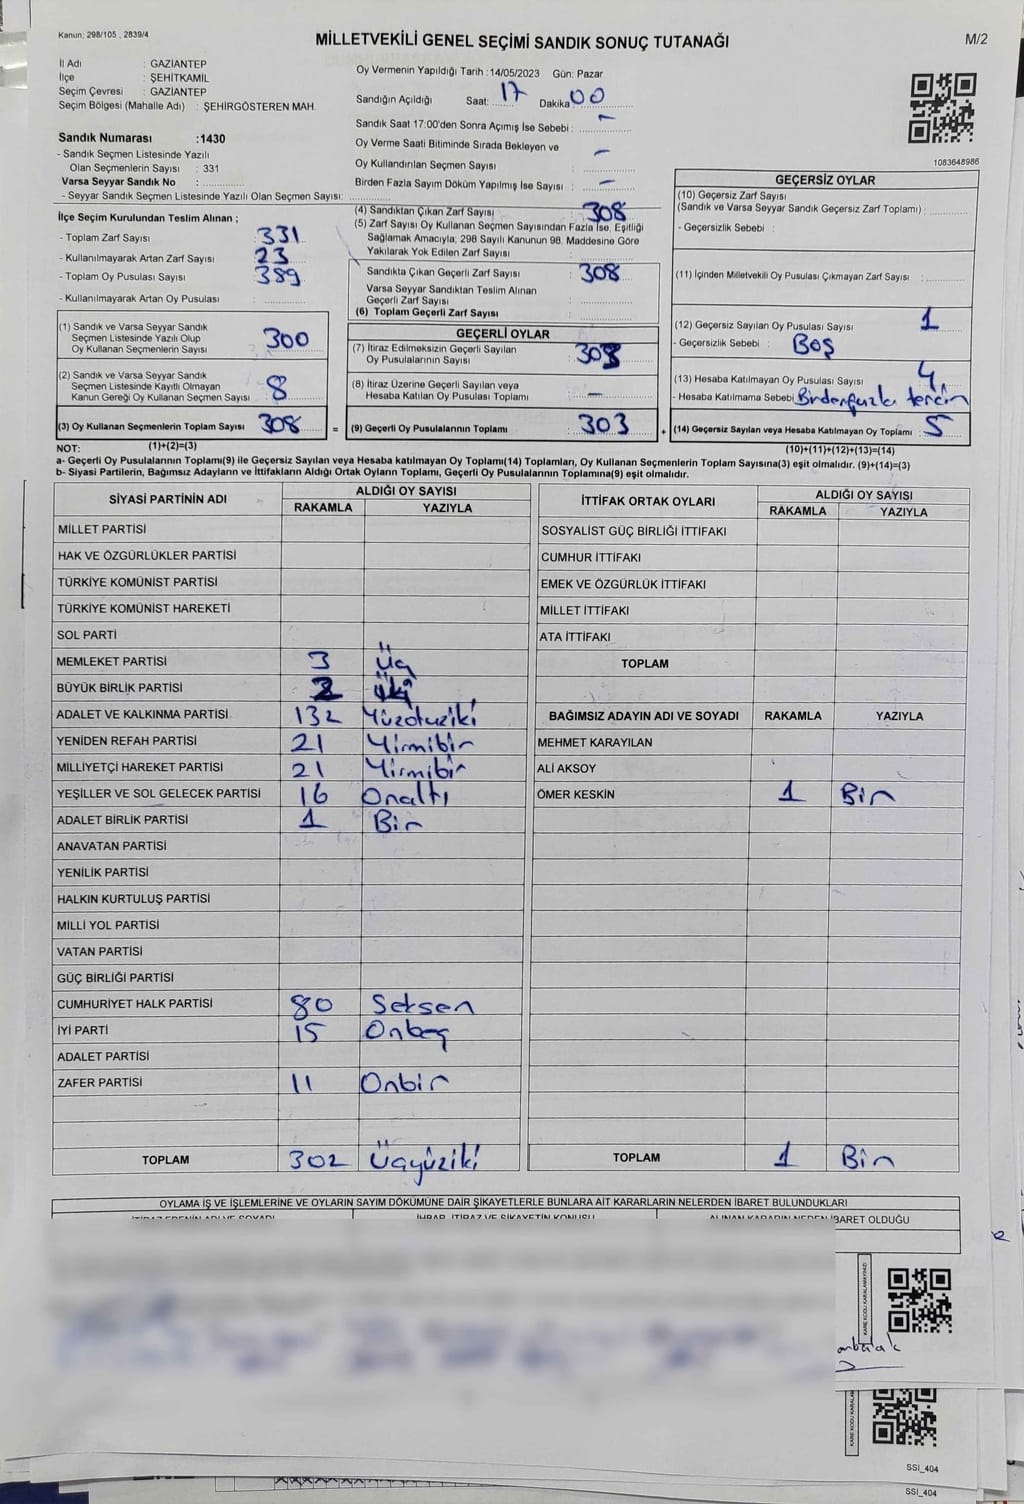 Kanun; 298/105 , 2839/4
MİLLETVEKİLİ GENEL SEÇİMİ SANDIK SONUÇ TUTANAĞI
M/2
İl Adı : GAZİANTEP
İlçe : ŞEHİTKAMİL
Seçim Çevresi : GAZİANTEP
Seçim Bölgesi (Mahalle Adı) : ŞEHİRGÖSTEREN MAH.
Sandık Numarası :1430
- Sandık Seçmen Listesinde Yazılı
Olan Seçmenlerin Sayısı : 331
Varsa Seyyar Sandık No :
- Seyyar Sandık Seçmen Listesinde Yazılı Olan Seçmen Sayısı:
Oy Vermenin Yapıldığı Tarih :14/05/2023 Gün: Pazar
Sandığın Açıldığı Saat: 17 Dakika 00
Sandık Saat 17:00'den Sonra Açımış İse Sebebi : -
Oy Verme Saati Bitiminde Sırada Bekleyen ve
Oy Kullandırılan Seçmen Sayısı : -
Birden Fazla Sayım Döküm Yapılmış İse Sayısı : -
1083648986
İlçe Seçim Kurulundan Teslim Alınan ;
- Toplam Zarf Sayısı : 331
- Kullanılmayarak Artan Zarf Sayısı : 23
- Toplam Oy Pusulası Sayısı : 389
- Kullanılmayarak Artan Oy Pusulası :
(1) Sandık ve Varsa Seyyar Sandık
Seçmen Listesinde Yazılı Olup
Oy Kullanan Seçmenlerin Sayısı 300
(2) Sandık ve Varsa Seyyar Sandık
Seçmen Listesinde Kayıtlı Olmayan
Kanun Gereği Oy Kullanan Seçmen Sayısı : 8
(3) Oy Kullanan Seçmenlerin Toplam Sayısı 308
(1)+(2)=(3)
(4) Sandıktan Çıkan Zarf Sayısı : 308
(5) Zarf Sayısı Oy Kullanan Seçmen Sayısından Fazla İse, Eşitliği
Sağlamak Amacıyla; 298 Sayılı Kanunun 98. Maddesine Göre
Yakılarak Yok Edilen Zarf Sayısı :
Sandıkta Çıkan Geçerli Zarf Sayısı : 308
Varsa Seyyar Sandıktan Teslim Alınan
Geçerli Zarf Sayısı :
(6) Toplam Geçerli Zarf Sayısı :
GEÇERLİ OYLAR
(7) İtiraz Edilmeksizin Geçerli Sayılan
Oy Pusulalarının Sayısı : 303
(8) İtiraz Üzerine Geçerli Sayılan veya
Hesaba Katılan Oy Pusulası Toplamı : -
= (9) Geçerli Oy Pusulalarının Toplamı : 303
GEÇERSİZ OYLAR
(10) Geçersiz Zarf Sayısı
(Sandık ve Varsa Seyyar Sandık Geçersiz Zarf Toplamı) :
- Geçersizlik Sebebi :
(11) İçinden Milletvekili Oy Pusulası Çıkmayan Zarf Sayısı :
(12) Geçersiz Sayılan Oy Pusulası Sayısı : 1
- Geçersizlik Sebebi : Boş
(13) Hesaba Katılmayan Oy Pusulası Sayısı : 4
- Hesaba Katılmama Sebebi : Birdenfazla tercih
+ (14) Geçersiz Sayılan veya Hesaba Katılmayan Oy Toplamı : 5
(10)+(11)+(12)+(13)=(14)
NOT:
a- Geçerli Oy Pusulalarının Toplamı(9) ile Geçersiz Sayılan veya Hesaba katılmayan Oy Toplamı(14) Toplamları, Oy Kullanan Seçmenlerin Toplam Sayısına(3) eşit olmalıdır. (9)+(14)=(3)
b- Siyasi Partilerin, Bağımsız Adayların ve İttifakların Aldığı Ortak Oyların Toplamı, Geçerli Oy Pusulalarının Toplamına(9) eşit olmalıdır.
SİYASİ PARTİNİN ADI ALDIĞI OY SAYISI
RAKAMLA YAZIYLA
MİLLET PARTİSİ
HAK VE ÖZGÜRLÜKLER PARTİSİ
TÜRKİYE KOMÜNİST PARTİSİ
TÜRKİYE KOMÜNİST HAREKETİ
SOL PARTİ
MEMLEKET PARTİSİ 3 Üç
BÜYÜK BİRLİK PARTİSİ 2 İki
ADALET VE KALKINMA PARTİSİ 132 Yüzotuziki
YENİDEN REFAH PARTİSİ 21 Yirmibir
MİLLİYETÇİ HAREKET PARTİSİ 21 Yirmibir
YEŞİLLER VE SOL GELECEK PARTİSİ 16 Onaltı
ADALET BİRLİK PARTİSİ 1 Bir
ANAVATAN PARTİSİ
YENİLİK PARTİSİ
HALKIN KURTULUŞ PARTİSİ
MİLLİ YOL PARTİSİ
VATAN PARTİSİ
GÜÇ BİRLİĞİ PARTİSİ
CUMHURİYET HALK PARTİSİ 80 Seksen
İYİ PARTİ 15 Onbeş
ADALET PARTİSİ
ZAFER PARTİSİ 11 Onbir
TOPLAM 302 Üçyüziki
İTTİFAK ORTAK OYLARI ALDIĞI OY SAYISI
RAKAMLA YAZIYLA
SOSYALİST GÜÇ BİRLİĞİ İTTİFAKI
CUMHUR İTTİFAKI
EMEK VE ÖZGÜRLÜK İTTİFAKI
MİLLET İTTİFAKI
ATA İTTİFAKI
TOPLAM
BAĞIMSIZ ADAYIN ADI VE SOYADI RAKAMLA YAZIYLA
MEHMET KARAYILAN
ALİ AKSOY
ÖMER KESKİN 1 Bir
TOPLAM 1 Bir
OYLAMA İŞ VE İŞLEMLERİNE VE OYLARIN SAYIM DÖKÜMÜNE DAİR ŞİKAYETLERLE BUNLARA AİT KARARLARIN NELERDEN İBARET BULUNDUKLARI
İTİRAZ EDENİN ADI VE SOYADI İHBAR, İTİRAZ VE ŞİKAYETİN KONUSU ALINAN KARARIN NEDEN İBARET OLDUĞU
KARE KODU KARALAMAYINIZ!
SSİ_404
SSİ_404